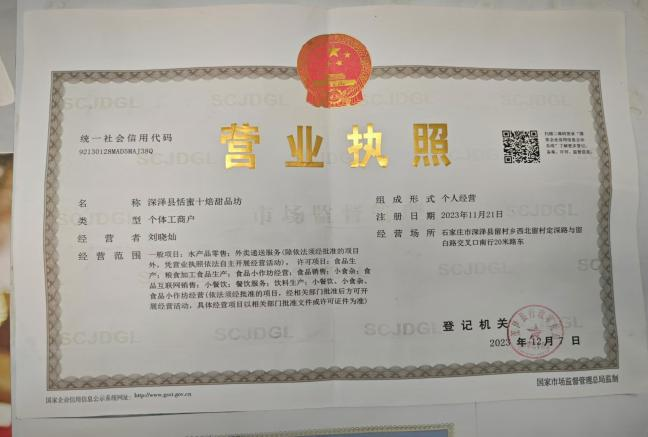 统一社会信用代码
92130128MAD5MAJ38Q
营业执照
扫描二维码登录“国
家企业信用信息公示
系统”了解更多登记、
备案、许可、监管信息。
名 称 深泽县恬蜜十焙甜品坊
类 型 个体工商户
经 营 者 刘晓灿
经 营 范 围 一般项目：水产品零售；外卖递送服务(除依法须经批准的项目
外，凭营业执照依法自主开展经营活动)。 许可项目：食品生
产；粮食加工食品生产；食品小作坊经营；食品销售；小食杂；食
品互联网销售；小餐饮；餐饮服务；饮料生产；小餐饮、小食杂、
食品小作坊经营(依法须经批准的项目，经相关部门批准后方可开
展经营活动，具体经营项目以相关部门批准文件或许可证件为准)
组 成 形 式 个人经营
注 册 日 期 2023年11月21日
经 营 场 所 石家庄市深泽县留村乡西北留村定深路与留
白路交叉口南行20米路东
登 记 机 关
2023 年 12月 7 日
国家企业信用信息公示系统网址：http://www.gsxt.gov.cn
国家市场监督管理总局监制
SCJDGL
SCJDGL
SCJDGL
市场监督
SCJDGL
SCJDGL